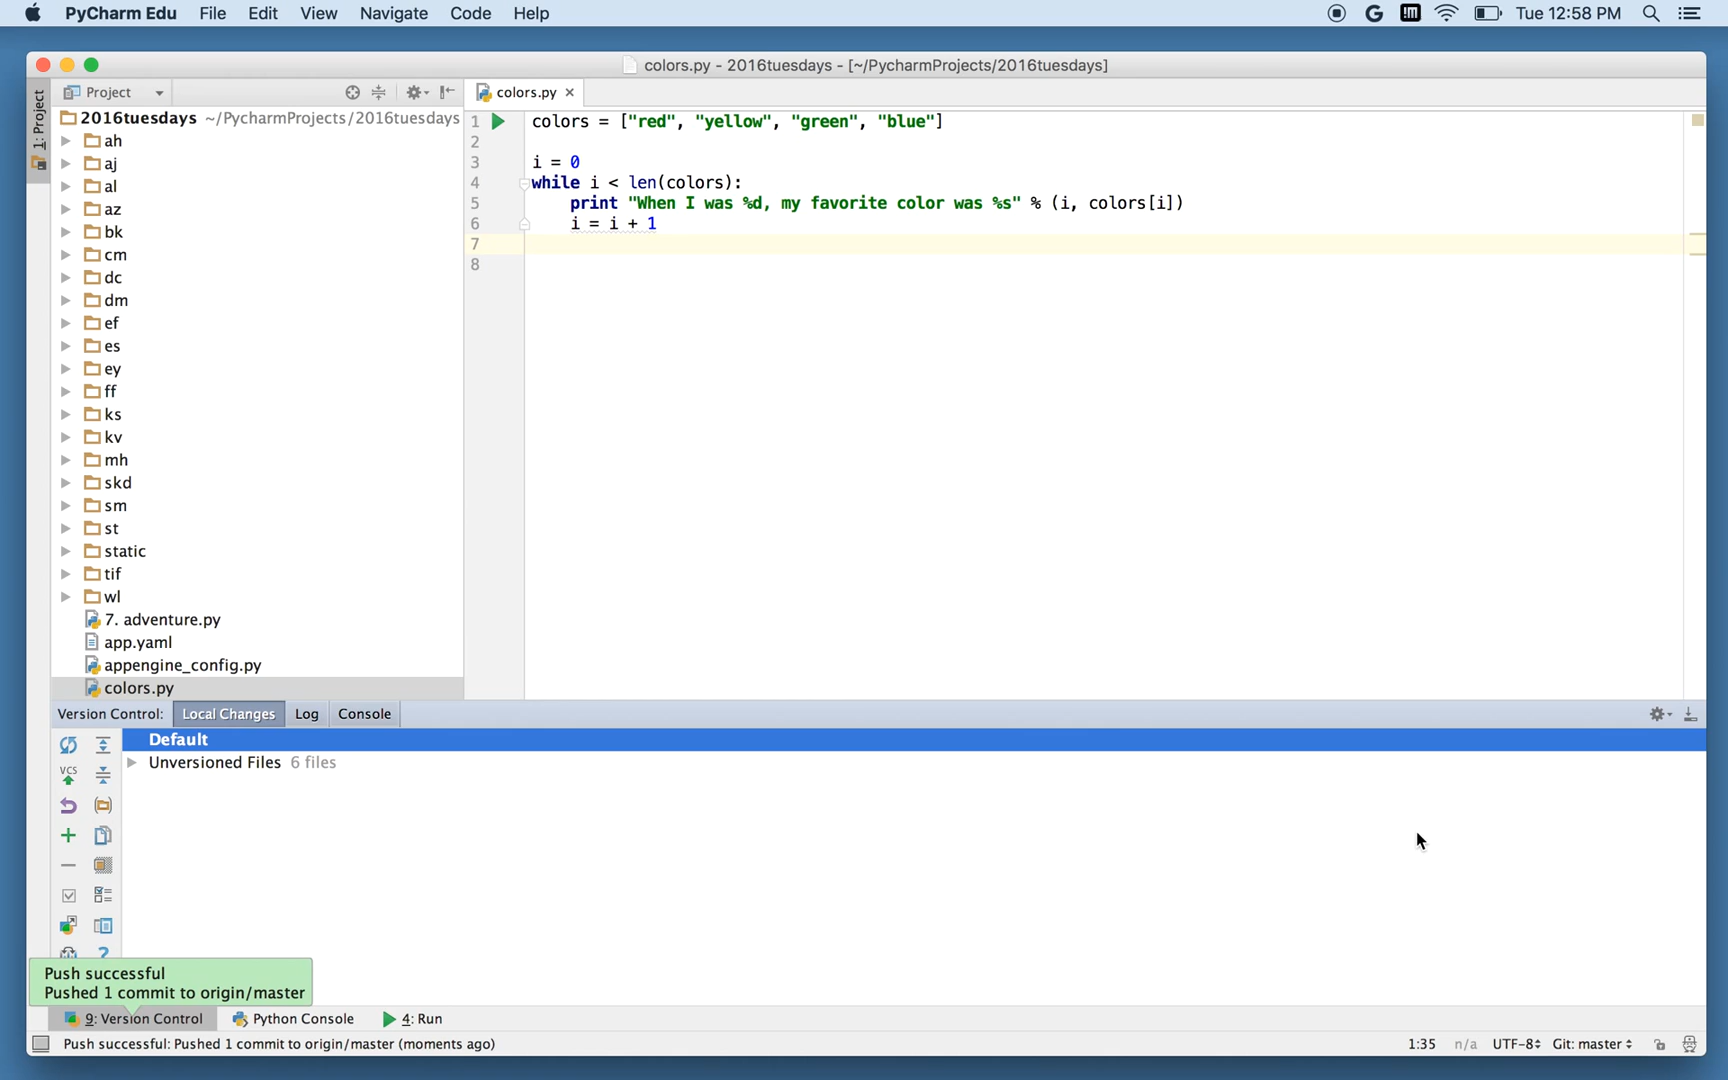 PyCharm Edu File Edit View Navigate Code Help
Tue 12:58 PM
colors.py - 2016tuesdays - [~/PycharmProjects/2016tuesdays]
1: Project
Project
colors.py
2016tuesdays ~/PycharmProjects/2016tuesdays
ah
aj
al
az
bk
cm
dc
dm
ef
es
ey
ff
ks
kv
mh
skd
sm
st
static
tif
wl
7. adventure.py
app.yaml
appengine_config.py
colors.py
1 colors = ["red", "yellow", "green", "blue"]
2
3 i = 0
4 while i < len(colors):
5 print "When I was %d, my favorite color was %s" % (i, colors[i])
6 i = i + 1
7
8
Version Control: Local Changes Log Console
Default
Unversioned Files 6 files
VCS
Push successful
Pushed 1 commit to origin/master
9: Version Control Python Console 4: Run
Push successful: Pushed 1 commit to origin/master (moments ago)
1:35 n/a UTF-8 Git: master